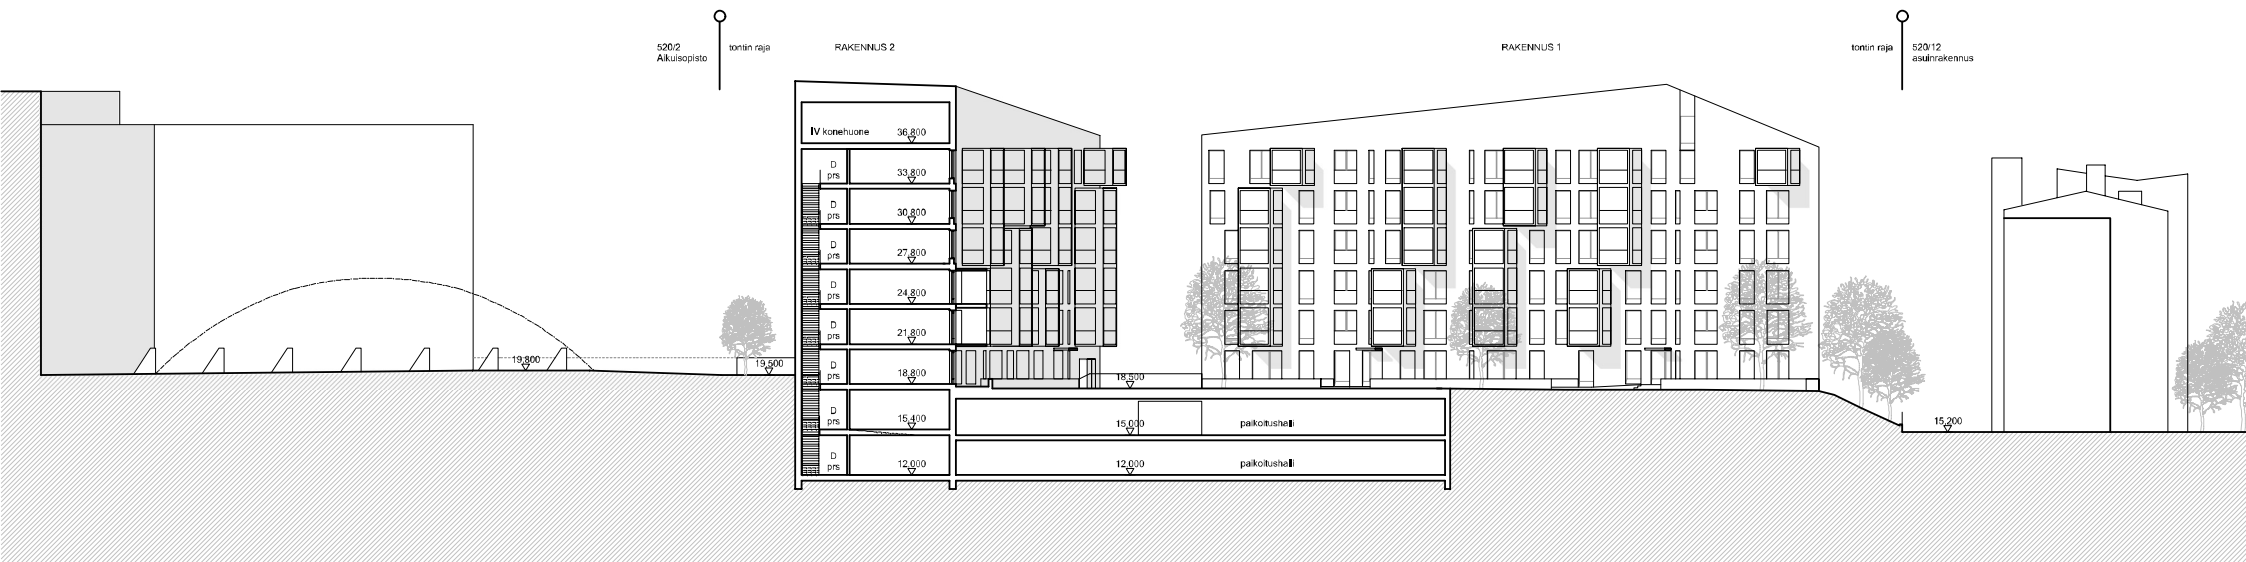 520/2
Aikuisopisto
tontin raja
RAKENNUS 2
RAKENNUS 1
tontin raja
520/12
asuinrakennus
IV konehuone
36,800
D
prs
33,800
D
prs
30,800
D
prs
27,800
D
prs
24,800
D
prs
21,800
D
prs
18,800
19,800
19,500
18,500
D
prs
15,400
15,000
paikoitushalli
15,200
D
prs
12,000
12,000
paikoitushalli